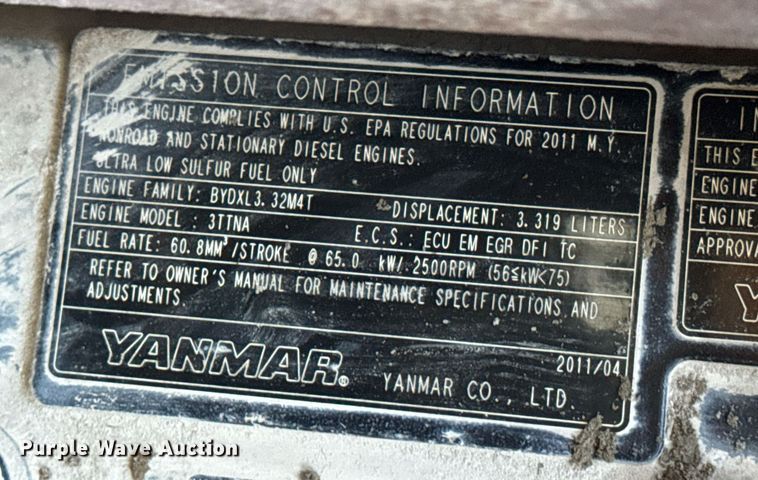 EMISSION CONTROL INFORMATION
THIS ENGINE COMPLIES WITH U.S. EPA REGULATIONS FOR 2011 M.Y.
NONROAD AND STATIONARY DIESEL ENGINES.
ULTRA LOW SULFUR FUEL ONLY
ENGINE FAMILY: BYDXL3.32M4T DISPLACEMENT: 3.319 LITERS
ENGINE MODEL : 3TTNA E.C.S.: ECU EM EGR DFI TC
FUEL RATE: 60.8MM³/STROKE @ 65.0 kW/ 2500RPM (56≦kW<75)
REFER TO OWNER'S MANUAL FOR MAINTENANCE SPECIFICATIONS AND
ADJUSTMENTS.
2011/04
YANMAR® YANMAR CO., LTD.
THIS E
ENGINE
ENGINE
APPROVA
Purple Wave Auction